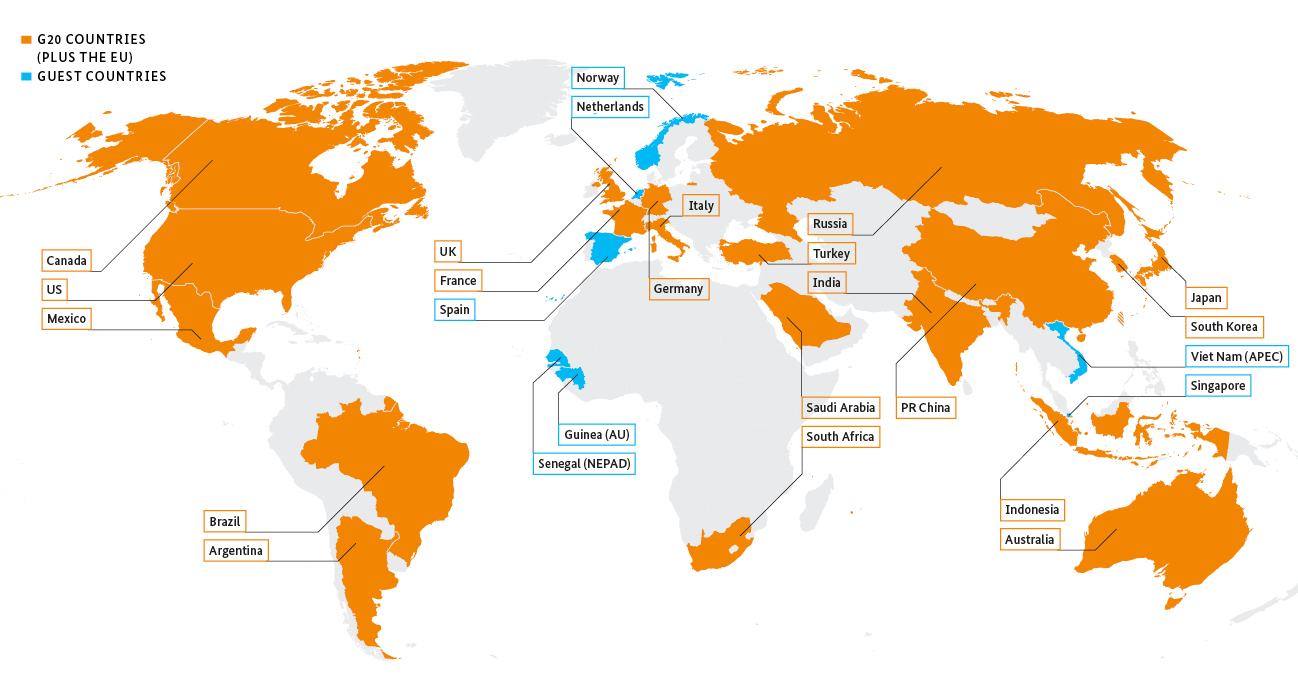 G20 COUNTRIES
(PLUS THE EU)
GUEST COUNTRIES
Norway
Netherlands
Italy
Russia
UK
Turkey
Canada
France
India
US
Germany
Spain
Mexico
Japan
South Korea
Viet Nam (APEC)
Singapore
Saudi Arabia
PR China
Guinea (AU)
South Africa
Senegal (NEPAD)
Indonesia
Brazil
Australia
Argentina